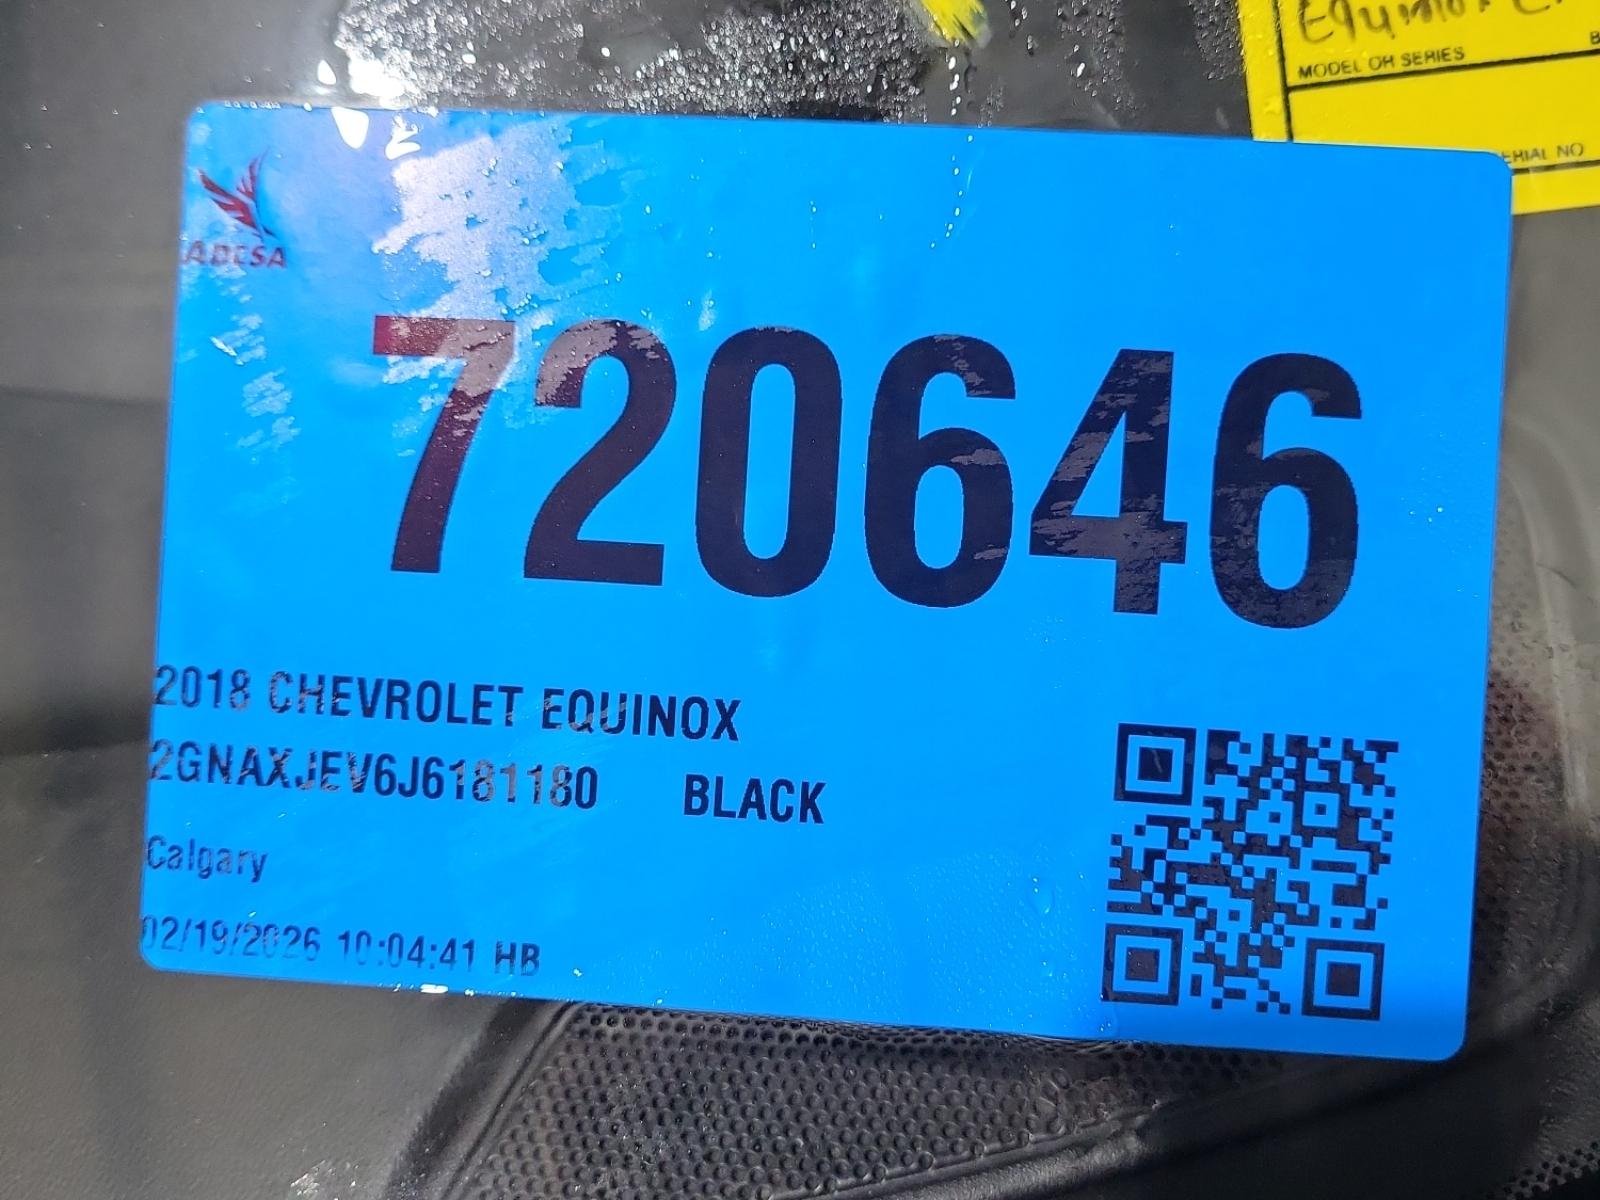 Equinox
MODEL OR SERIES
SERIAL NO
ADESA
720646
2018 CHEVROLET EQUINOX
2GNAXJEV6J6181180 BLACK
Calgary
02/19/2026 10:04:41 HB